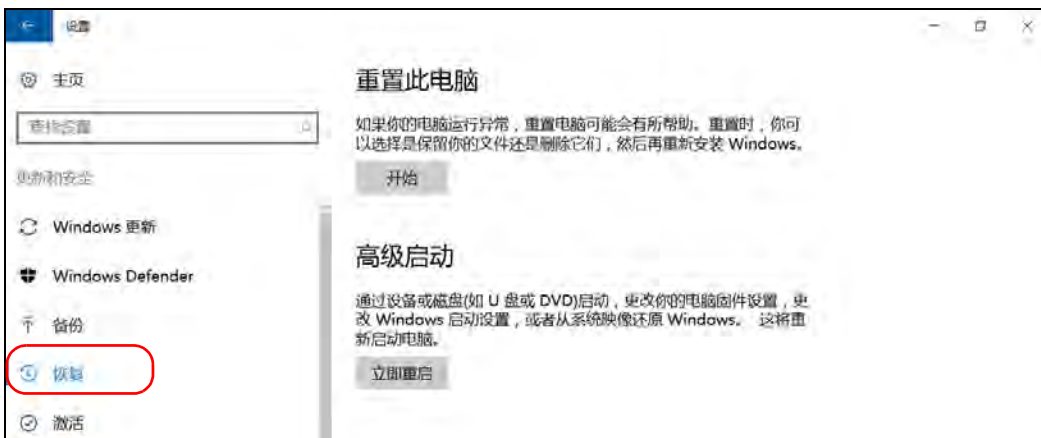 设置
主页
查找设置
更新和安全
Windows 更新
Windows Defender
备份
恢复
激活
重置此电脑
如果你的电脑运行异常，重置电脑可能会有所帮助。重置时，你可
以选择是保留你的文件还是删除它们，然后再重新安装 Windows。
开始
高级启动
通过设备或磁盘(如 U 盘或 DVD)启动，更改你的电脑固件设置，更
改 Windows 启动设置，或者从系统映像还原 Windows。 这将重
新启动电脑。
立即重启